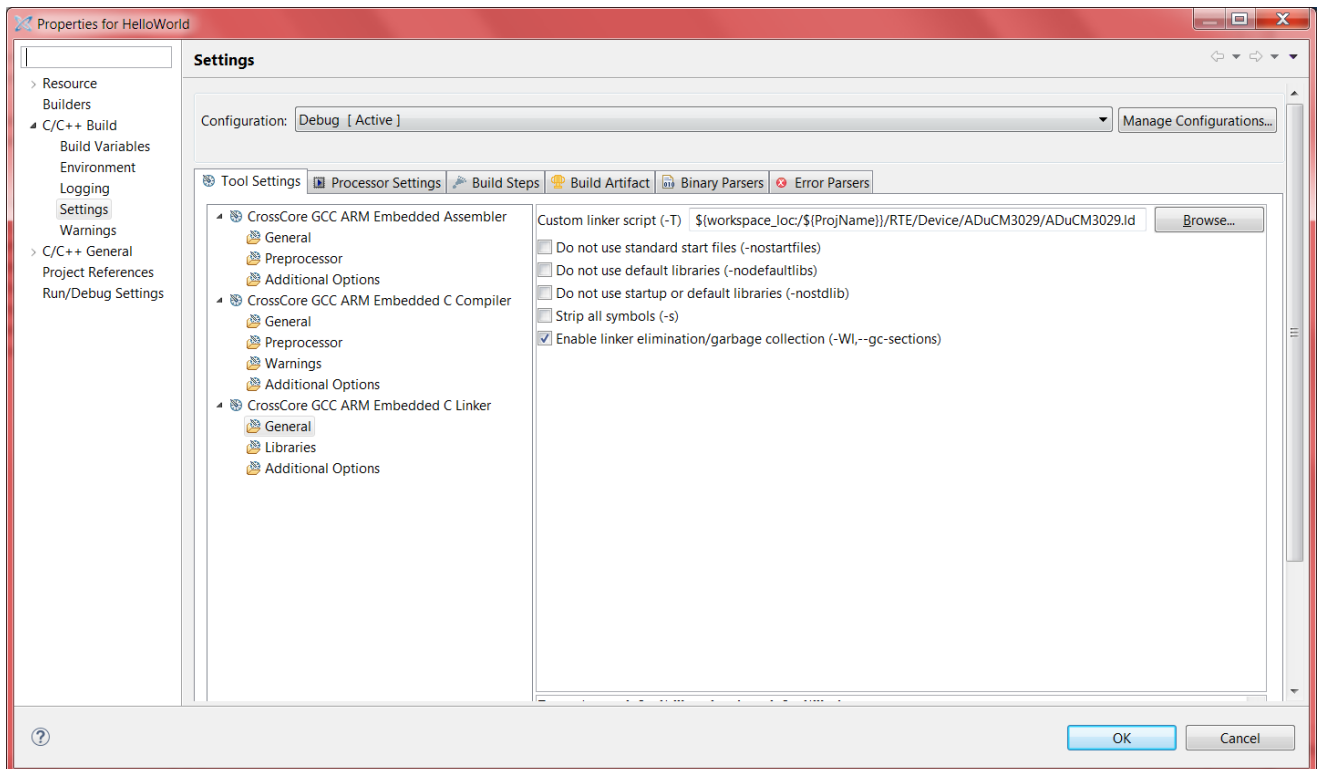 Properties for HelloWorld
Settings
Resource
Builders
C/C++ Build
Build Variables
Environment
Logging
Settings
Warnings
C/C++ General
Project References
Run/Debug Settings
Configuration: Debug [ Active ] Manage Configurations...
Tool Settings Processor Settings Build Steps Build Artifact Binary Parsers Error Parsers
CrossCore GCC ARM Embedded Assembler
General
Preprocessor
Additional Options
CrossCore GCC ARM Embedded C Compiler
General
Preprocessor
Warnings
Additional Options
CrossCore GCC ARM Embedded C Linker
General
Libraries
Additional Options
Custom linker script (-T) ${workspace_loc:/${ProjName}}/RTE/Device/ADuCM3029/ADuCM3029.ld Browse...
Do not use standard start files (-nostartfiles)
Do not use default libraries (-nodefaultlibs)
Do not use startup or default libraries (-nostdlib)
Strip all symbols (-s)
Enable linker elimination/garbage collection (-Wl,--gc-sections)
OK Cancel